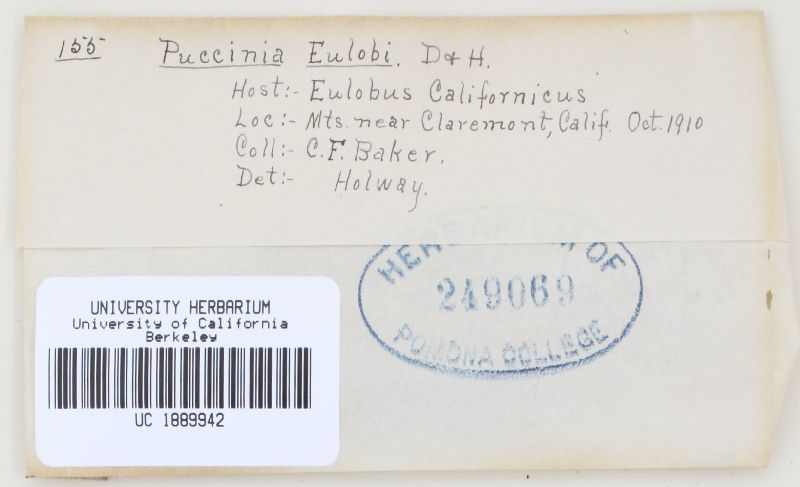 155 Puccinia Eulobi. D & H.
Host:- Eulobus Californicus
Loc:- Mts. near Claremont, Calif. Oct. 1910
Coll:- C.F. Baker.
Det:- Holway.
HERBARIUM OF
249069
POMONA COLLEGE
UNIVERSITY HERBARIUM
University of California
Berkeley
UC 1889942